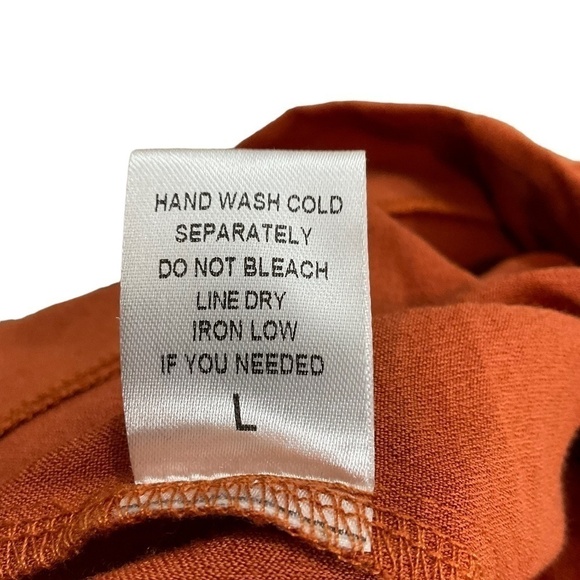 HAND WASH COLD
SEPARATELY
DO NOT BLEACH
LINE DRY
IRON LOW
IF YOU NEEDED
L